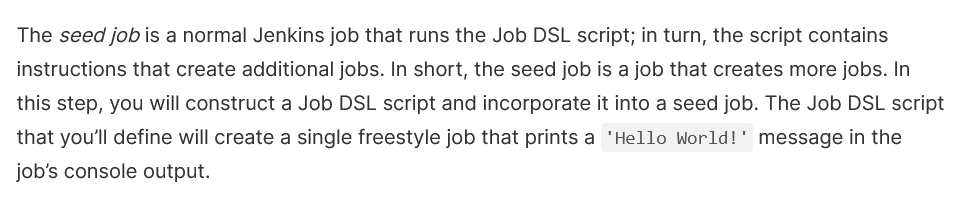 The seed job is a normal Jenkins job that runs the Job DSL script; in turn, the script contains
instructions that create additional jobs. In short, the seed job is a job that creates more jobs. In
this step, you will construct a Job DSL script and incorporate it into a seed job. The Job DSL script
that you’ll define will create a single freestyle job that prints a 'Hello World!' message in the
job’s console output.